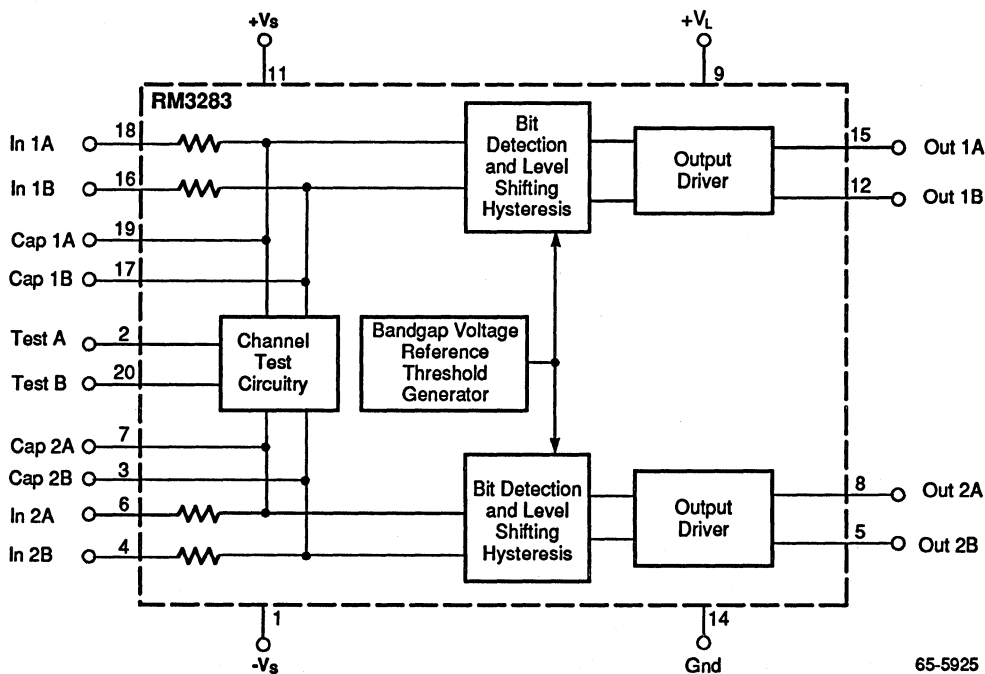 +Vs
+VL
11
9
RM3283
In 1A
18
In 1B
16
Cap 1A
19
Cap 1B
17
Test A
2
Test B
20
Cap 2A
7
Cap 2B
3
In 2A
6
In 2B
4
Bit
Detection
and Level
Shifting
Hysteresis
Output
Driver
15
Out 1A
12
Out 1B
Channel
Test
Circuitry
Bandgap Voltage
Reference
Threshold
Generator
Bit Detection
and Level
Shifting
Hysteresis
Output
Driver
8
Out 2A
5
Out 2B
1
-Vs
14
Gnd
65-5925